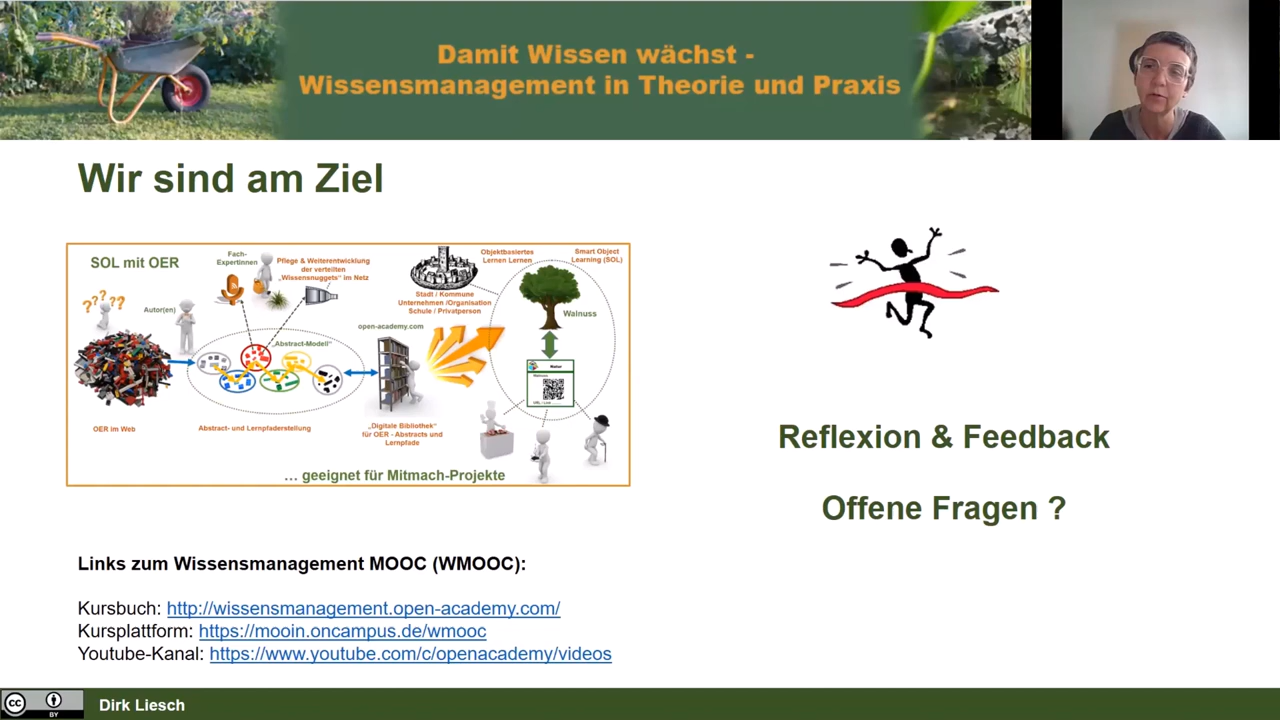 Damit Wissen wächst -
Wissensmanagement in Theorie und Praxis
Wir sind am Ziel
SOL mit OER
Fach-
Expertinnen
Pflege & Weiterentwicklung
der verteilten
„Wissensnuggets" im Netz
Objektbasiertes
Lernen Lernen
Smart Object
Learning (SOL)
???
??
Autor(en)
Stadt / Kommune
Unternehmen /Organisation
Schule / Privatperson
Walnuss
open-academy.com
„Abstract-Modell"
Natur
OER im Web
Abstract- und Lernpfaderstellung
„Digitale Bibliothek"
für OER - Abstracts und
Lernpfade
… geeignet für Mitmach-Projekte
Reflexion & Feedback
Offene Fragen ?
Links zum Wissensmanagement MOOC (WMOOC):
Kursbuch: http://wissensmanagement.open-academy.com/
Kursplattform: https://mooin.oncampus.de/wmooc
Youtube-Kanal: https://www.youtube.com/c/openacademy/videos
cc
BY
Dirk Liesch